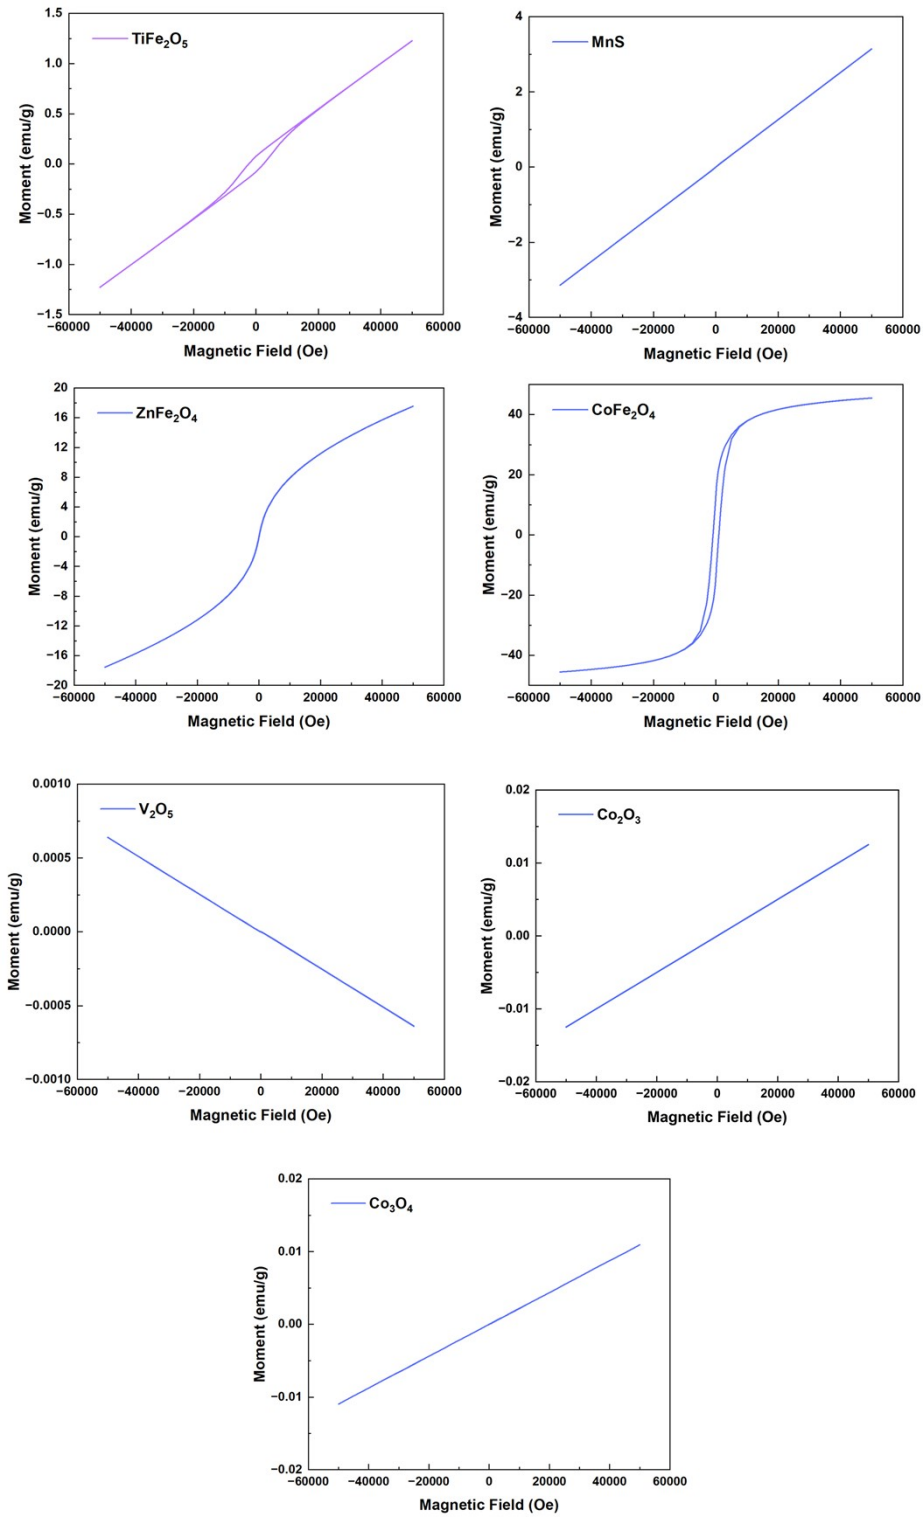 TiFe₂O₅
1.5
1.0
0.5
0.0
−0.5
−1.0
−1.5
Moment (emu/g)
−60000 −40000 −20000 0 20000 40000 60000
Magnetic Field (Oe)
MnS
4
2
0
−2
−4
Moment (emu/g)
−60000 −40000 −20000 0 20000 40000 60000
Magnetic Field (Oe)
ZnFe₂O₄
20
16
12
8
4
0
−4
−8
−12
−16
−20
Moment (emu/g)
−60000 −40000 −20000 0 20000 40000 60000
Magnetic Field (Oe)
CoFe₂O₄
40
20
0
−20
−40
Moment (emu/g)
−60000 −40000 −20000 0 20000 40000 60000
Magnetic Field (Oe)
V₂O₅
0.0010
0.0005
0.0000
−0.0005
−0.0010
Moment (emu/g)
−60000 −40000 −20000 0 20000 40000 60000
Magnetic Field (Oe)
Co₂O₃
0.02
0.01
0.00
−0.01
−0.02
Moment (emu/g)
−60000 −40000 −20000 0 20000 40000 60000
Magnetic Field (Oe)
Co₃O₄
0.02
0.01
0.00
−0.01
−0.02
Moment (emu/g)
−60000 −40000 −20000 0 20000 40000 60000
Magnetic Field (Oe)